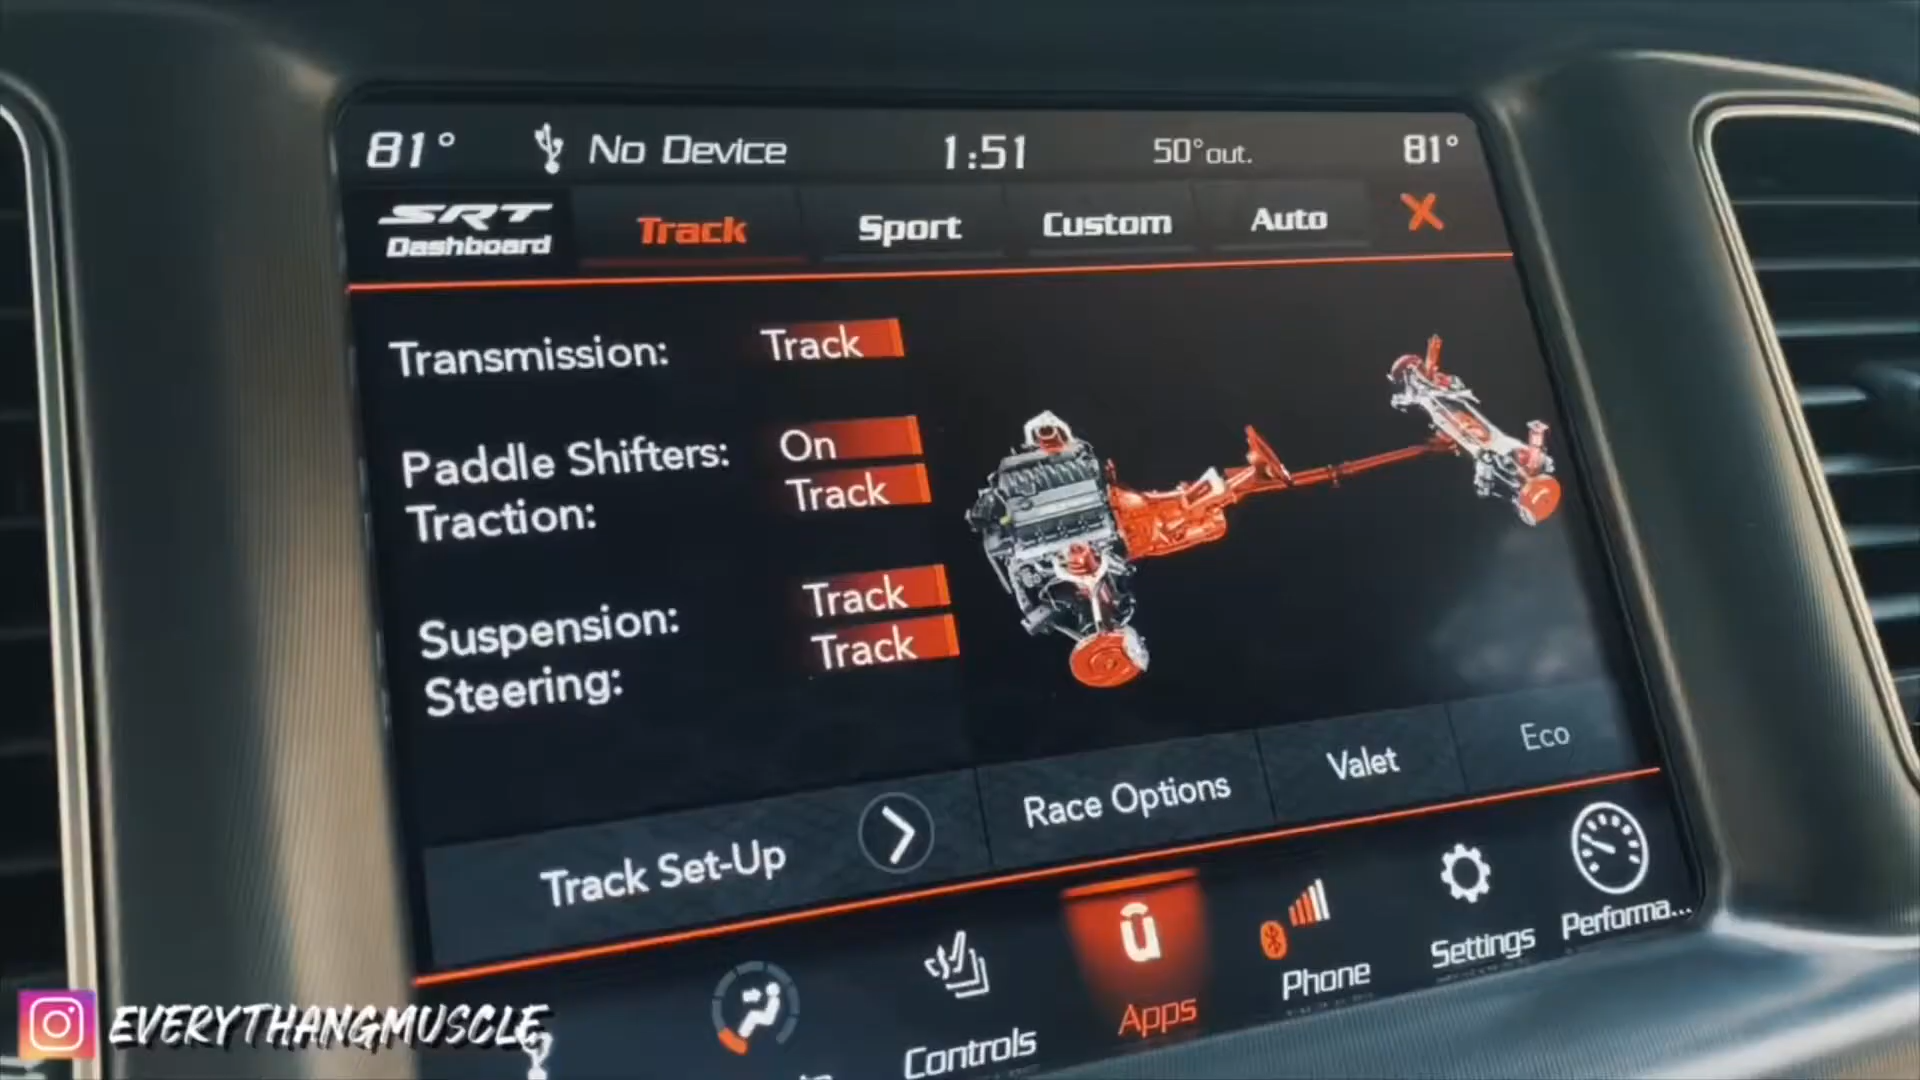 81° No Device 1:51 50° out. 81°
SRT Dashboard Track Sport Custom Auto X
Transmission: Track
Paddle Shifters: On
Traction: Track
Suspension: Track
Steering: Track
Track Set-Up Race Options Valet Eco
Controls Apps Phone Settings Performa...
EVERYTHANGMUSCLE